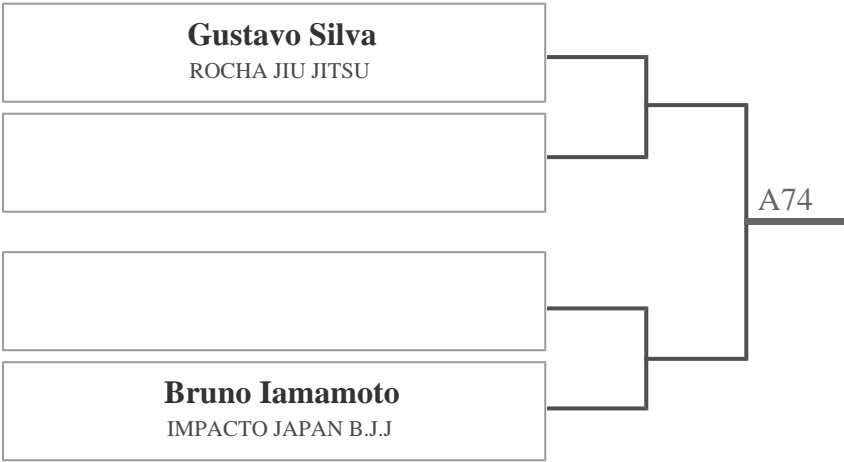 Gustavo Silva
ROCHA JIU JITSU
A74
Bruno Iamamoto
IMPACTO JAPAN B.J.J